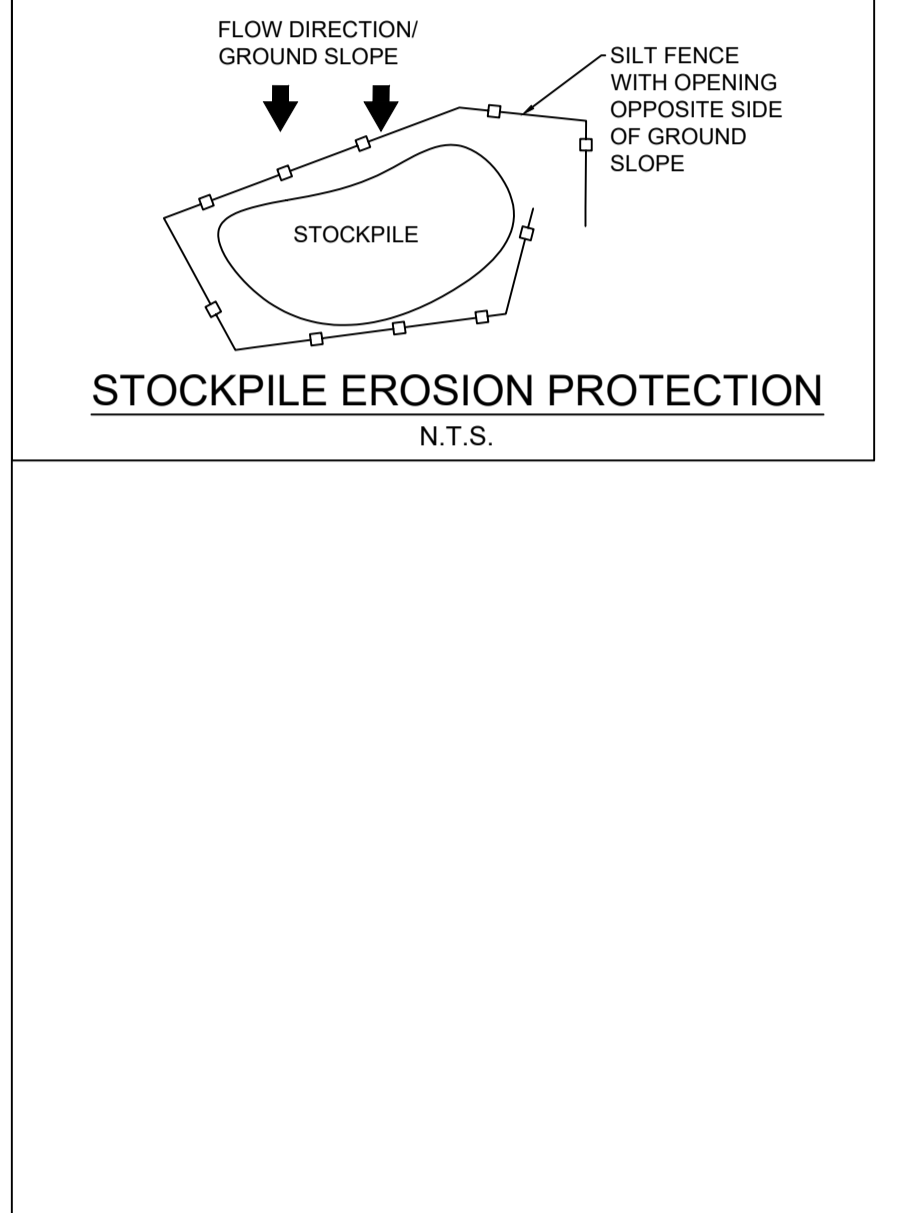 FLOW DIRECTION/
GROUND SLOPE
SILT FENCE
WITH OPENING
OPPOSITE SIDE
OF GROUND
SLOPE
STOCKPILE
STOCKPILE EROSION PROTECTION
N.T.S.